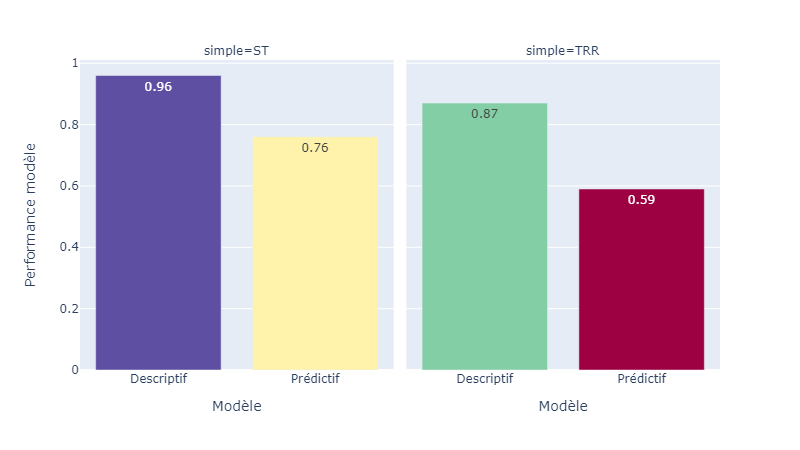 simple=ST
simple=TRR
Performance modèle
1
0.8
0.6
0.4
0.2
0
0.96
0.76
0.87
0.59
Descriptif
Prédictif
Descriptif
Prédictif
Modèle
Modèle